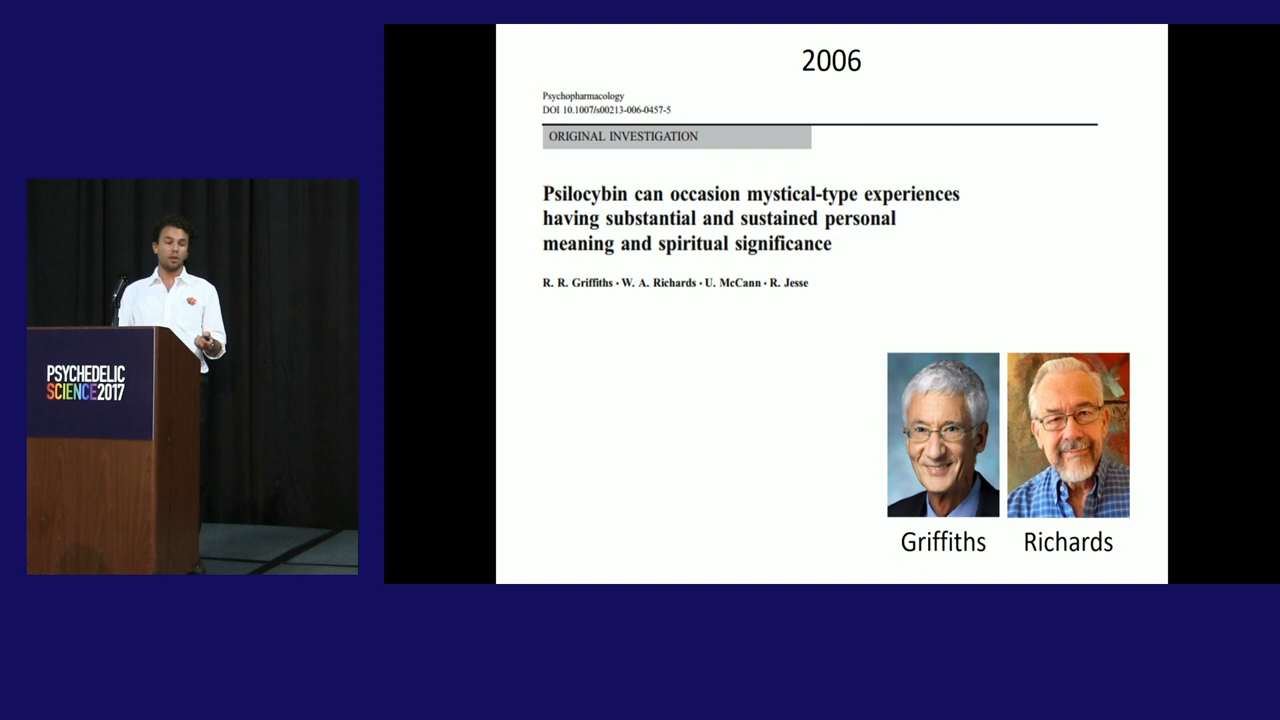 2006
Psychopharmacology
DOI 10.1007/s00213-006-0457-5
ORIGINAL INVESTIGATION
Psilocybin can occasion mystical-type experiences
having substantial and sustained personal
meaning and spiritual significance
R. R. Griffiths · W. A. Richards · U. McCann · R. Jesse
Griffiths
Richards
PSYCHEDELIC
SCIENCE2017